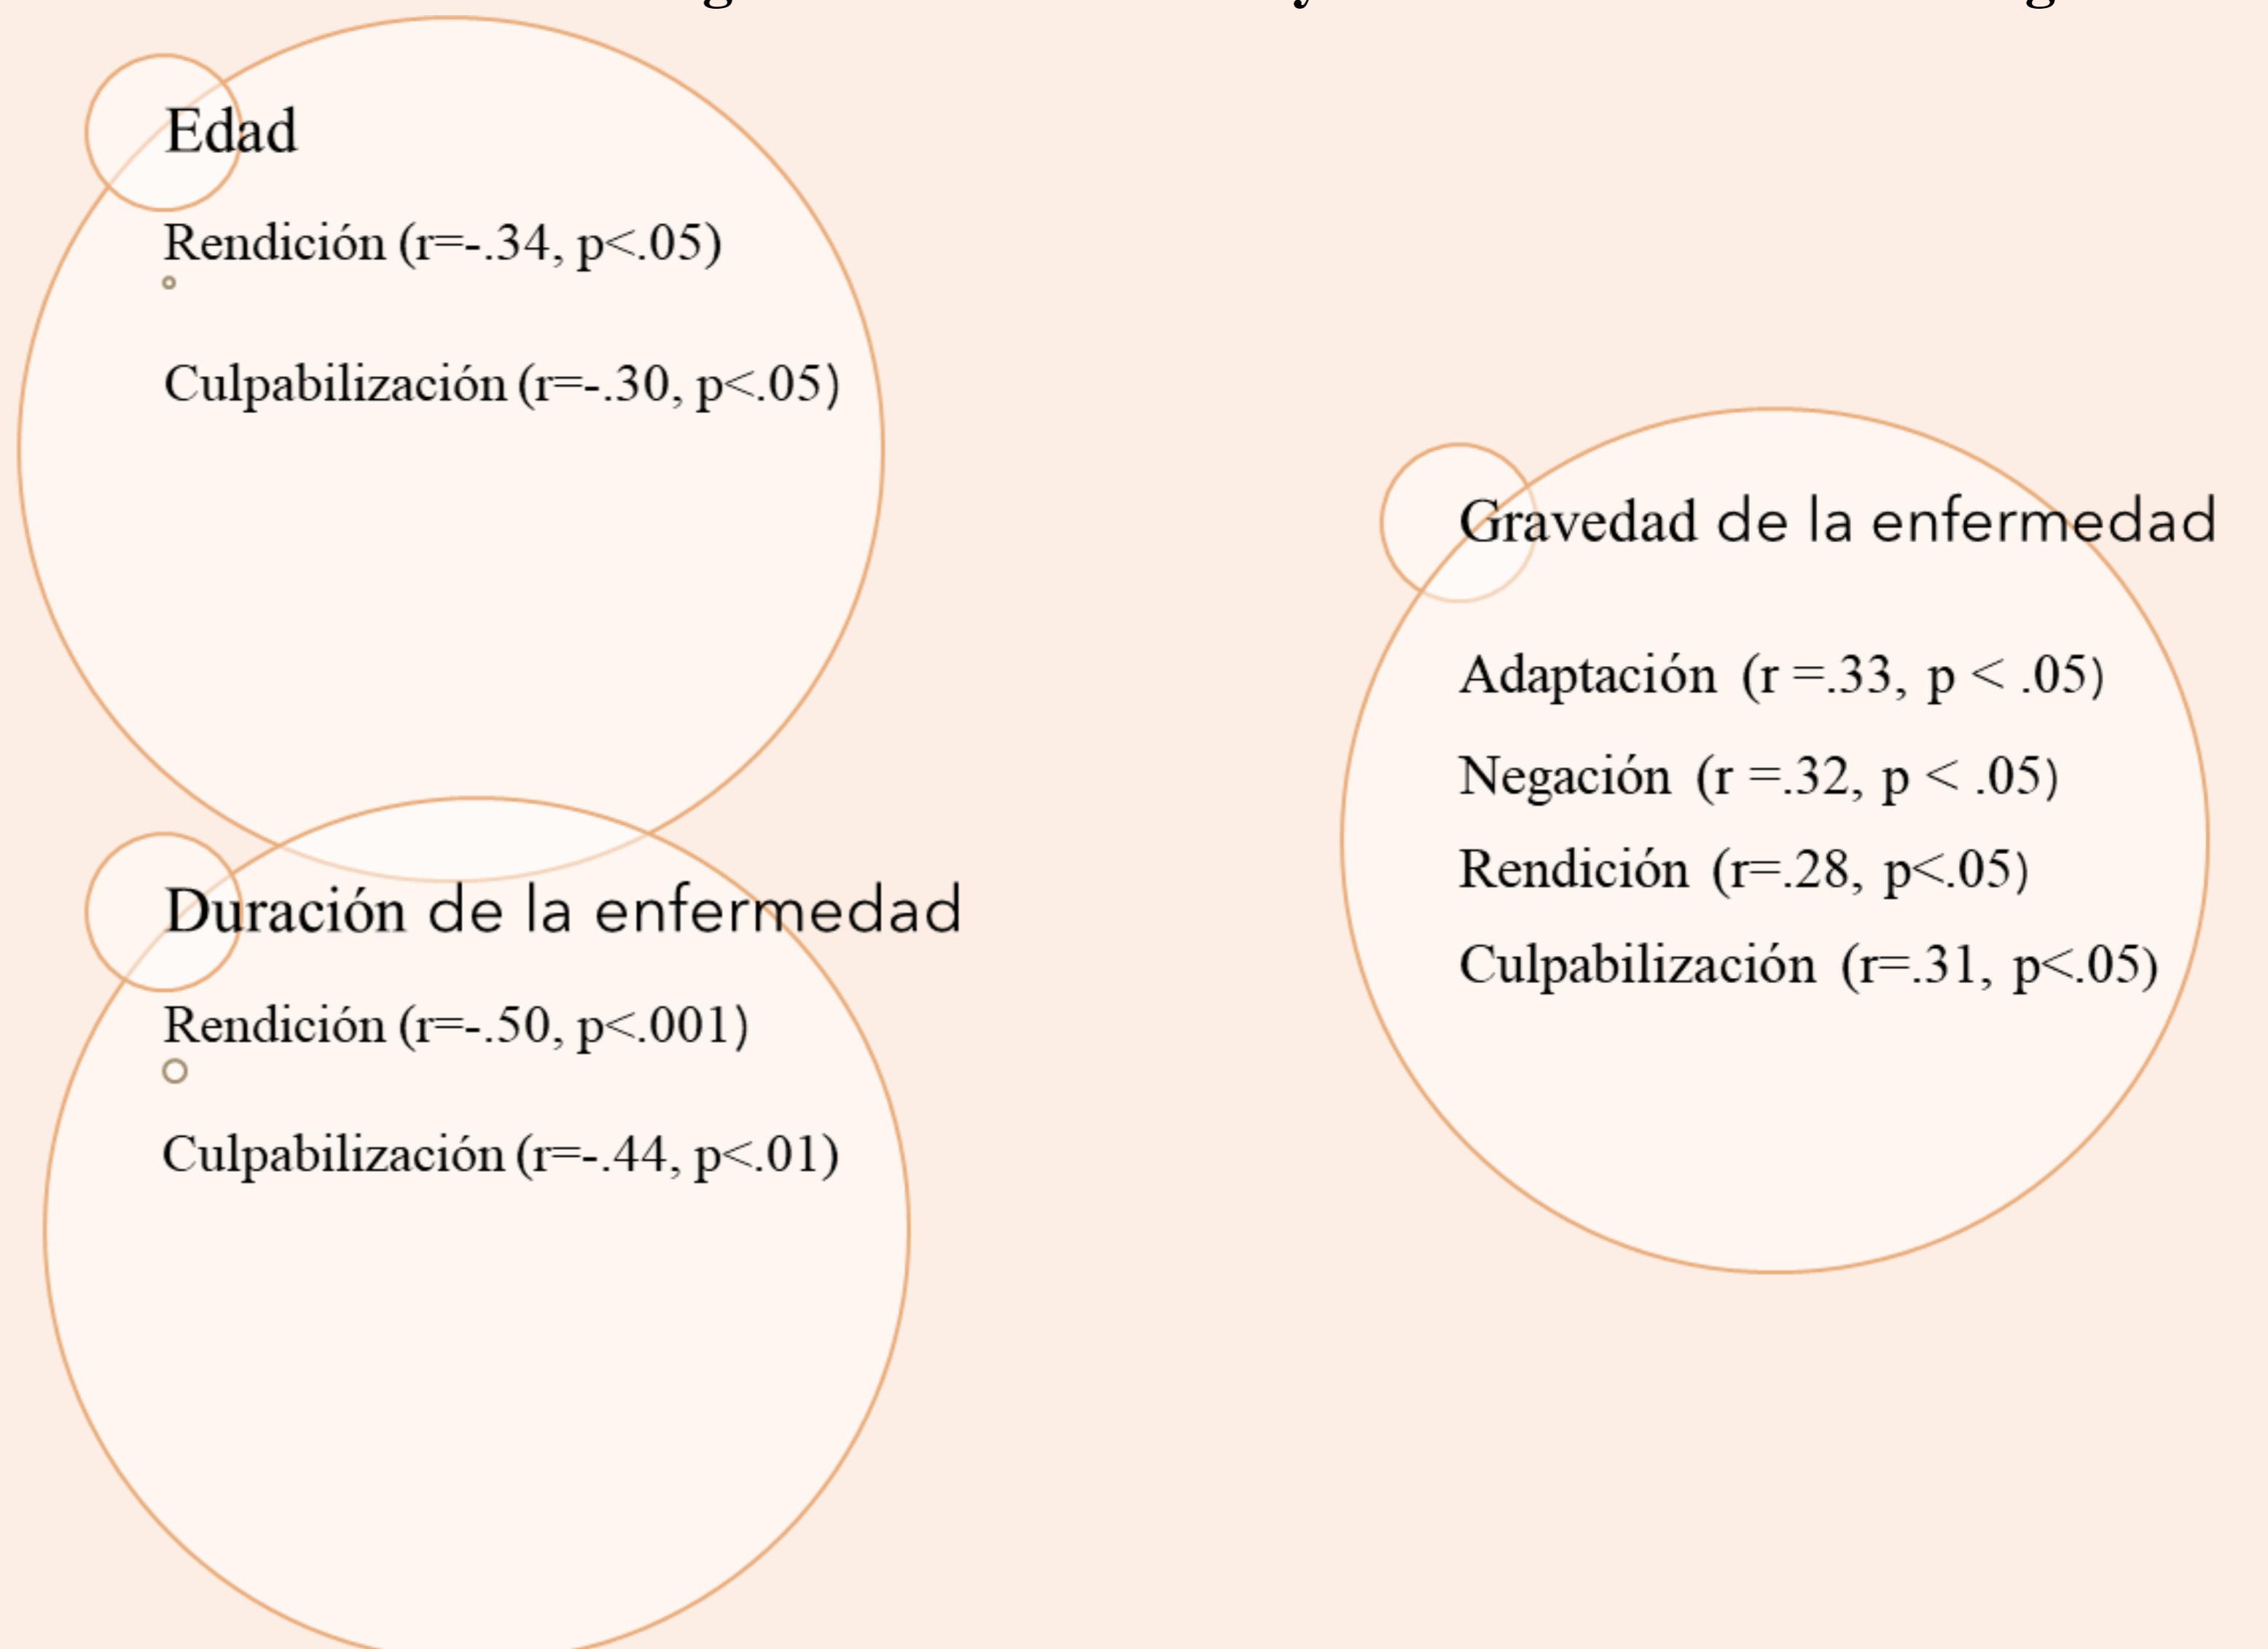 Edad
Rendición (r=-.34, p<.05)
Culpabilización (r=-.30, p<.05)
Duración de la enfermedad
Rendición (r=-.50, p<.001)
Culpabilización (r=-.44, p<.01)
Gravedad de la enfermedad
Adaptación (r =.33, p < .05)
Negación (r =.32, p < .05)
Rendición (r=.28, p<.05)
Culpabilización (r=.31, p<.05)